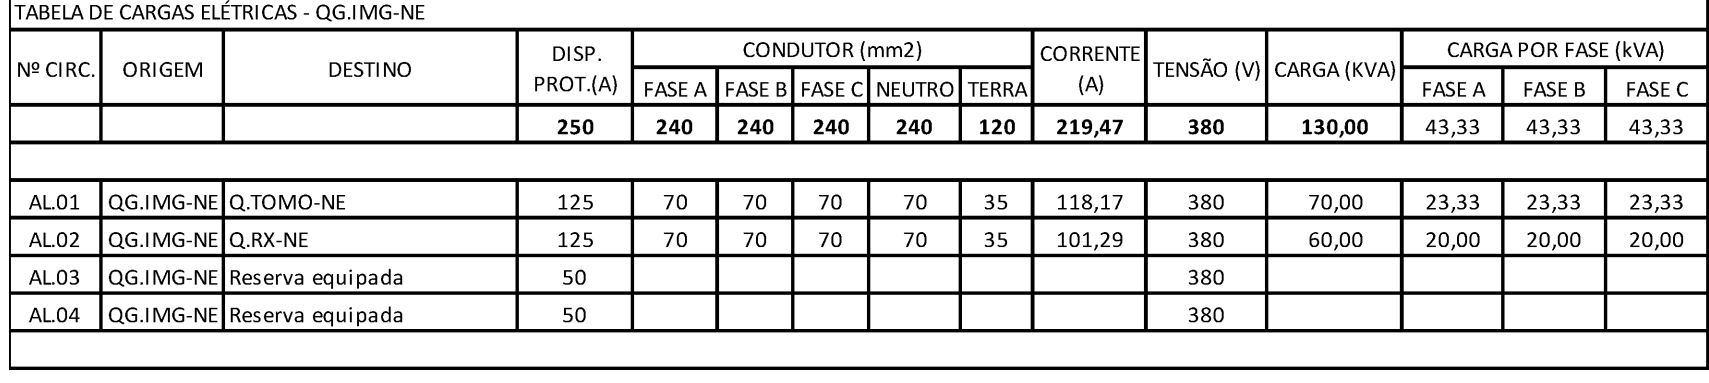 TABELA DE CARGAS ELÉTRICAS - QG.IMG-NE
Nº CIRC. ORIGEM DESTINO DISP. PROT.(A) CONDUTOR (mm2) CORRENTE (A) TENSÃO (V) CARGA (KVA) CARGA POR FASE (kVA)
FASE A FASE B FASE C NEUTRO TERRA FASE A FASE B FASE C
250 240 240 240 240 120 219,47 380 130,00 43,33 43,33 43,33
AL.01 QG.IMG-NE Q.TOMO-NE 125 70 70 70 70 35 118,17 380 70,00 23,33 23,33 23,33
AL.02 QG.IMG-NE Q.RX-NE 125 70 70 70 70 35 101,29 380 60,00 20,00 20,00 20,00
AL.03 QG.IMG-NE Reserva equipada 50 380
AL.04 QG.IMG-NE Reserva equipada 50 380